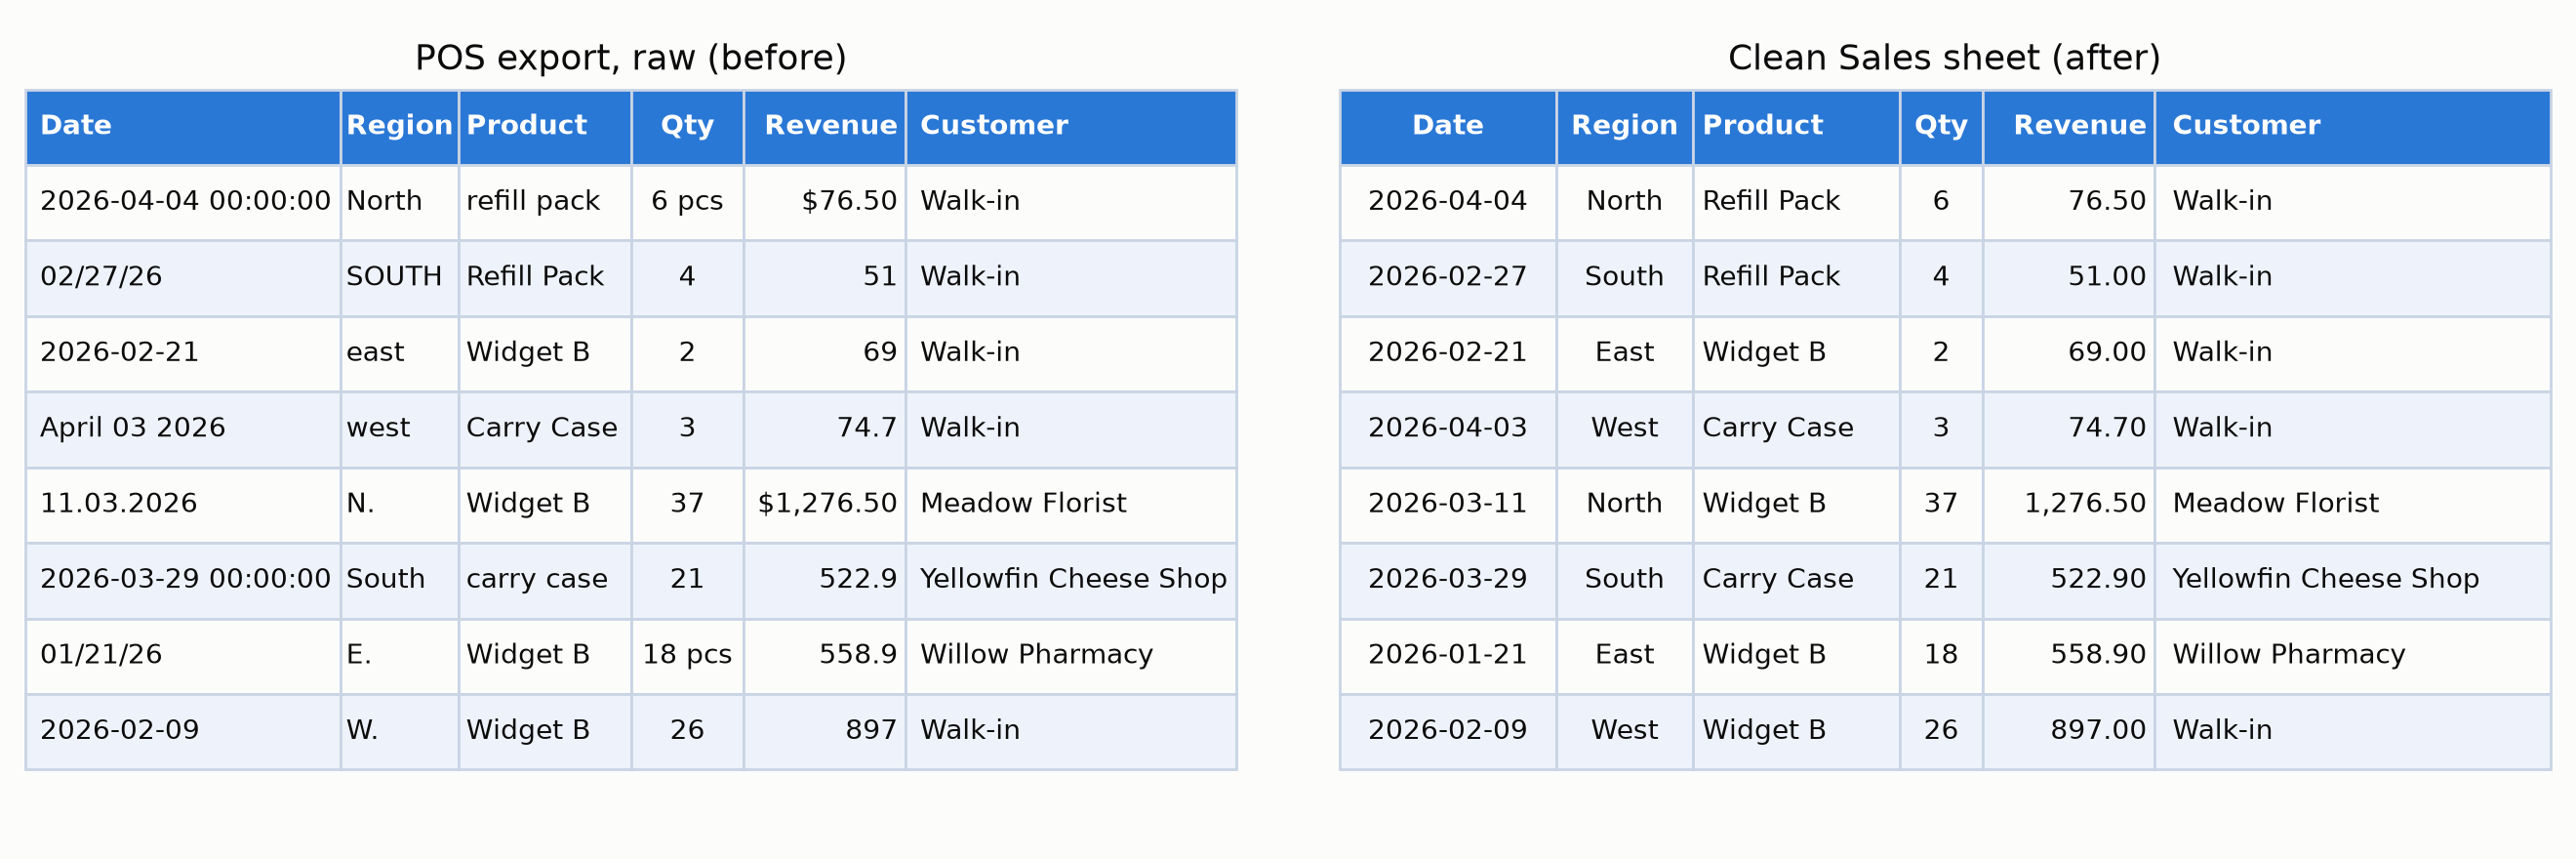 POS export, raw (before)
Date Region Product Qty Revenue Customer
2026-04-04 00:00:00 North refill pack 6 pcs $76.50 Walk-in
02/27/26 SOUTH Refill Pack 4 51 Walk-in
2026-02-21 east Widget B 2 69 Walk-in
April 03 2026 west Carry Case 3 74.7 Walk-in
11.03.2026 N. Widget B 37 $1,276.50 Meadow Florist
2026-03-29 00:00:00 South carry case 21 522.9 Yellowfin Cheese Shop
01/21/26 E. Widget B 18 pcs 558.9 Willow Pharmacy
2026-02-09 W. Widget B 26 897 Walk-in
Clean Sales sheet (after)
Date Region Product Qty Revenue Customer
2026-04-04 North Refill Pack 6 76.50 Walk-in
2026-02-27 South Refill Pack 4 51.00 Walk-in
2026-02-21 East Widget B 2 69.00 Walk-in
2026-04-03 West Carry Case 3 74.70 Walk-in
2026-03-11 North Widget B 37 1,276.50 Meadow Florist
2026-03-29 South Carry Case 21 522.90 Yellowfin Cheese Shop
2026-01-21 East Widget B 18 558.90 Willow Pharmacy
2026-02-09 West Widget B 26 897.00 Walk-in